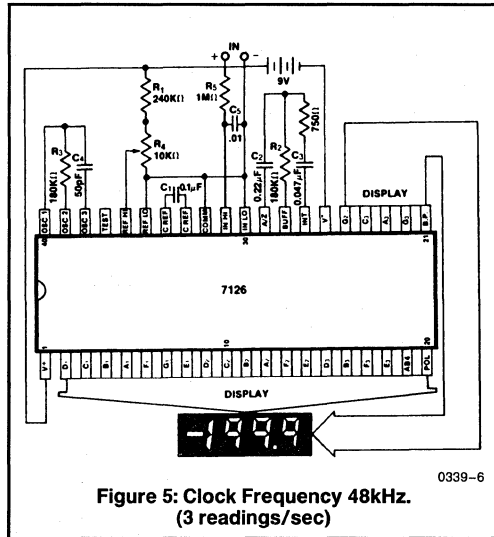 IN
+ -
9V
R₁
240KΩ
R₅
1MΩ
C₅
.01
750Ω
R₃
180KΩ
C₄
50pF
R₄
10KΩ
C₁ 0.1μF
C₂
0.22μF
R₂
180KΩ
C₃
0.047μF
DISPLAY
OSC 1
OSC 2
OSC 3
TEST
REF HI
REF LO
C REF
C REF
COMM
IN HI
IN LO
A/Z
BUFF
INT
V⁻
G₂
C₃
A₃
G₃
B.P.
40
30
21
7126
1
10
20
V⁺
D₁
C₁
B₁
A₁
F₁
G₁
E₁
D₂
C₂
B₂
A₂
F₂
E₂
D₃
B₃
F₃
E₃
AB4
POL
DISPLAY
-199.9
0339–6
Figure 5: Clock Frequency 48kHz.
(3 readings/sec)